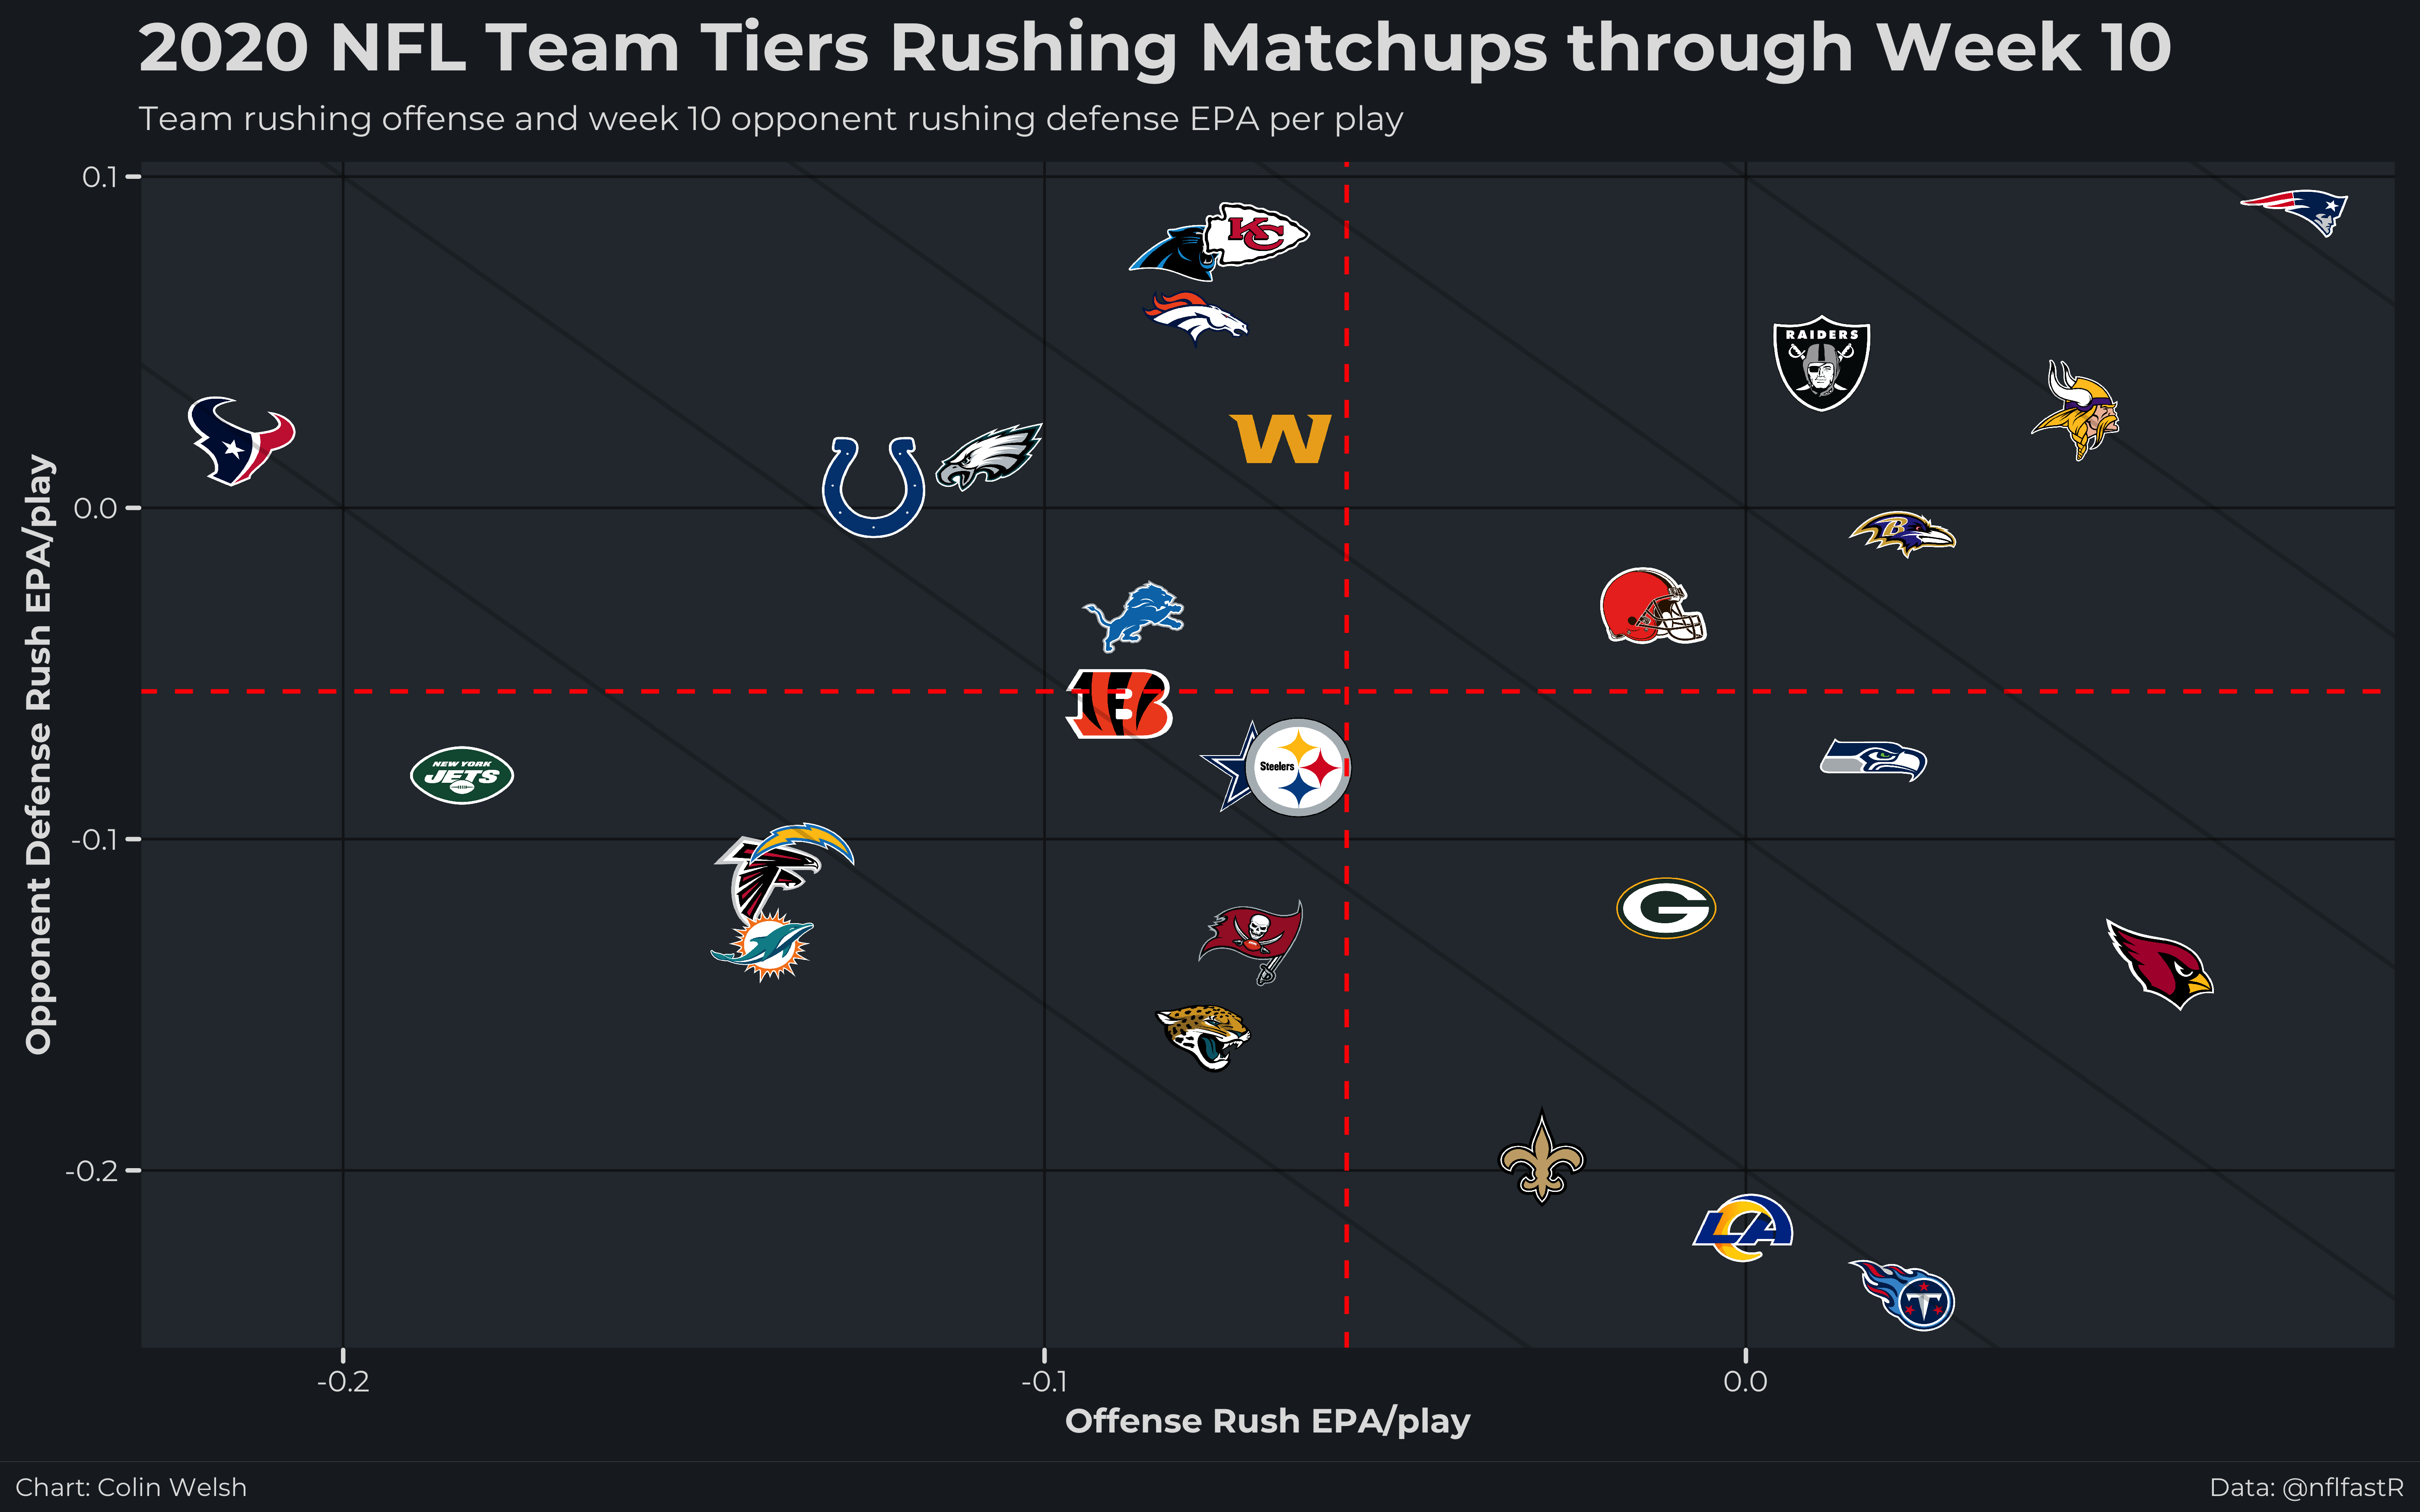 2020 NFL Team Tiers Rushing Matchups through Week 10
Team rushing offense and week 10 opponent rushing defense EPA per play
Opponent Defense Rush EPA/play
0.1
0.0
-0.1
-0.2
KC
RAIDERS
W
B
B
NEW YORK
JETS
Steelers
G
LA
T
-0.2
-0.1
0.0
Offense Rush EPA/play
Chart: Colin Welsh
Data: @nflfastR